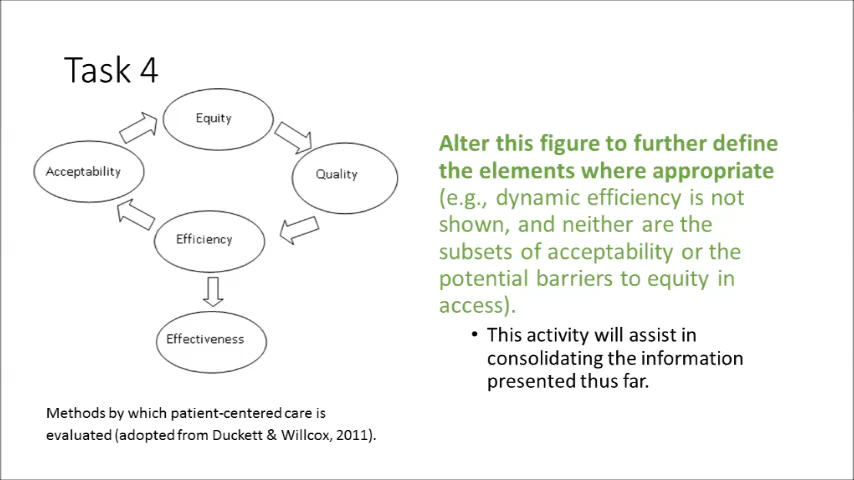 Task 4
Equity
Acceptability
Quality
Efficiency
Effectiveness
Methods by which patient-centered care is
evaluated (adopted from Duckett & Willcox, 2011).
Alter this figure to further define
the elements where appropriate
(e.g., dynamic efficiency is not
shown, and neither are the
subsets of acceptability or the
potential barriers to equity in
access).
• This activity will assist in
consolidating the information
presented thus far.